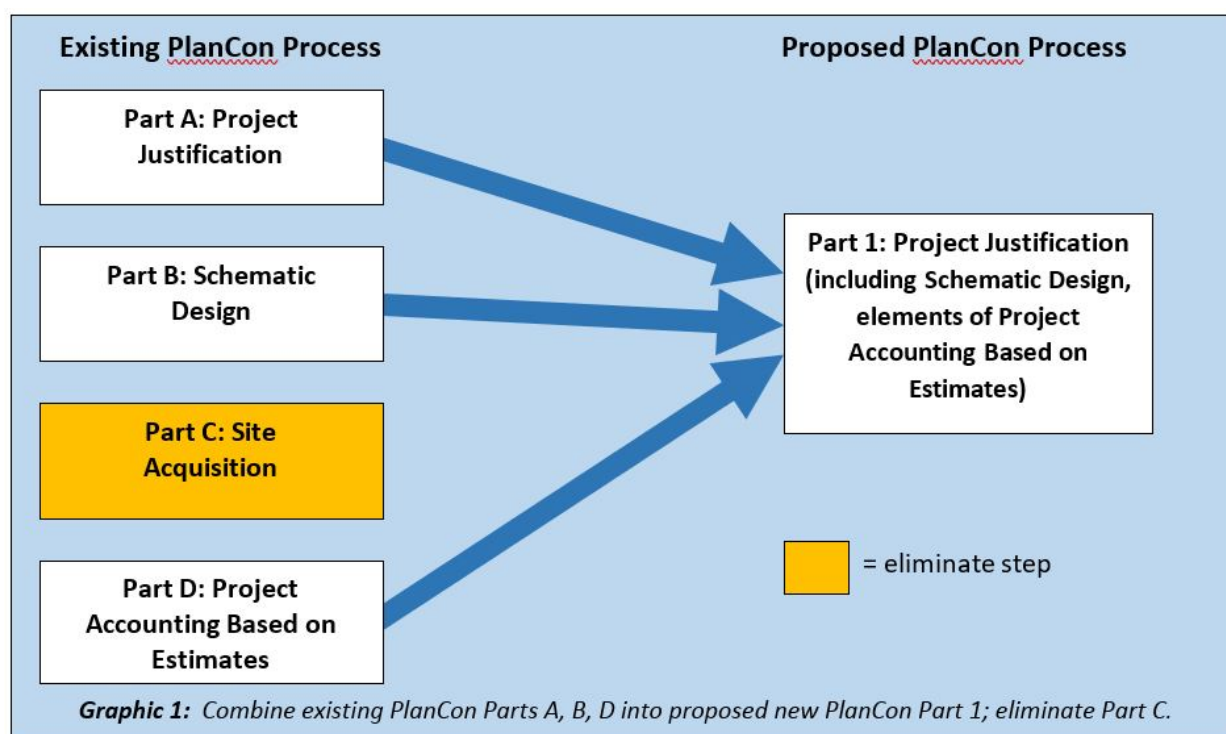 Existing PlanCon Process
Proposed PlanCon Process
Part A: Project
Justification
Part B: Schematic
Design
Part C: Site
Acquisition
Part D: Project
Accounting Based on
Estimates
Part 1: Project Justification
(including Schematic Design,
elements of Project
Accounting Based on
Estimates)
= eliminate step
Graphic 1: Combine existing PlanCon Parts A, B, D into proposed new PlanCon Part 1; eliminate Part C.